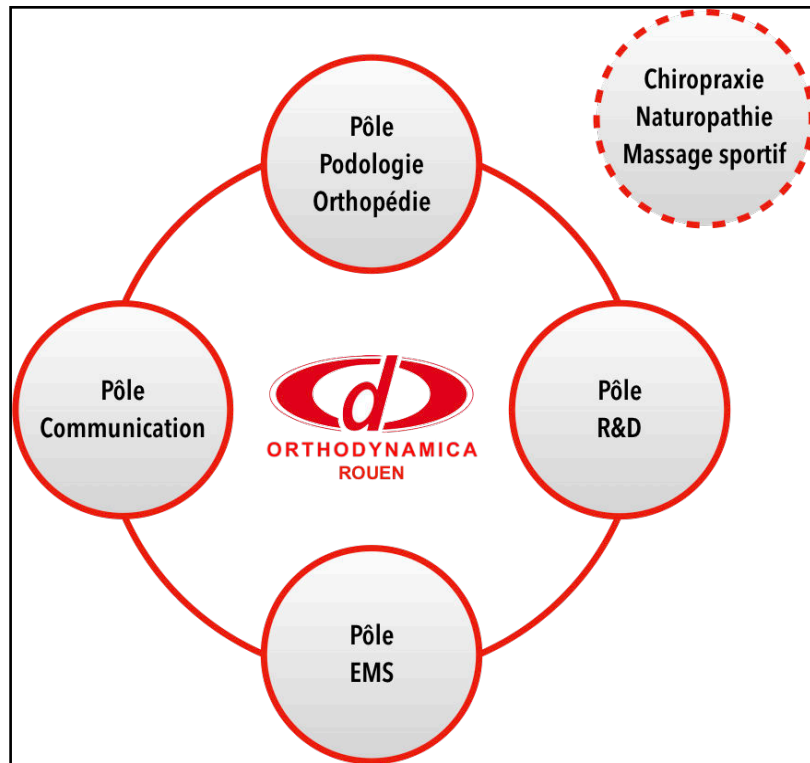 Chiropraxie
Naturopathie
Massage sportif
Pôle
Podologie
Orthopédie
Pôle
Communication
d
ORTHODYNAMICA
ROUEN
Pôle
R&D
Pôle
EMS